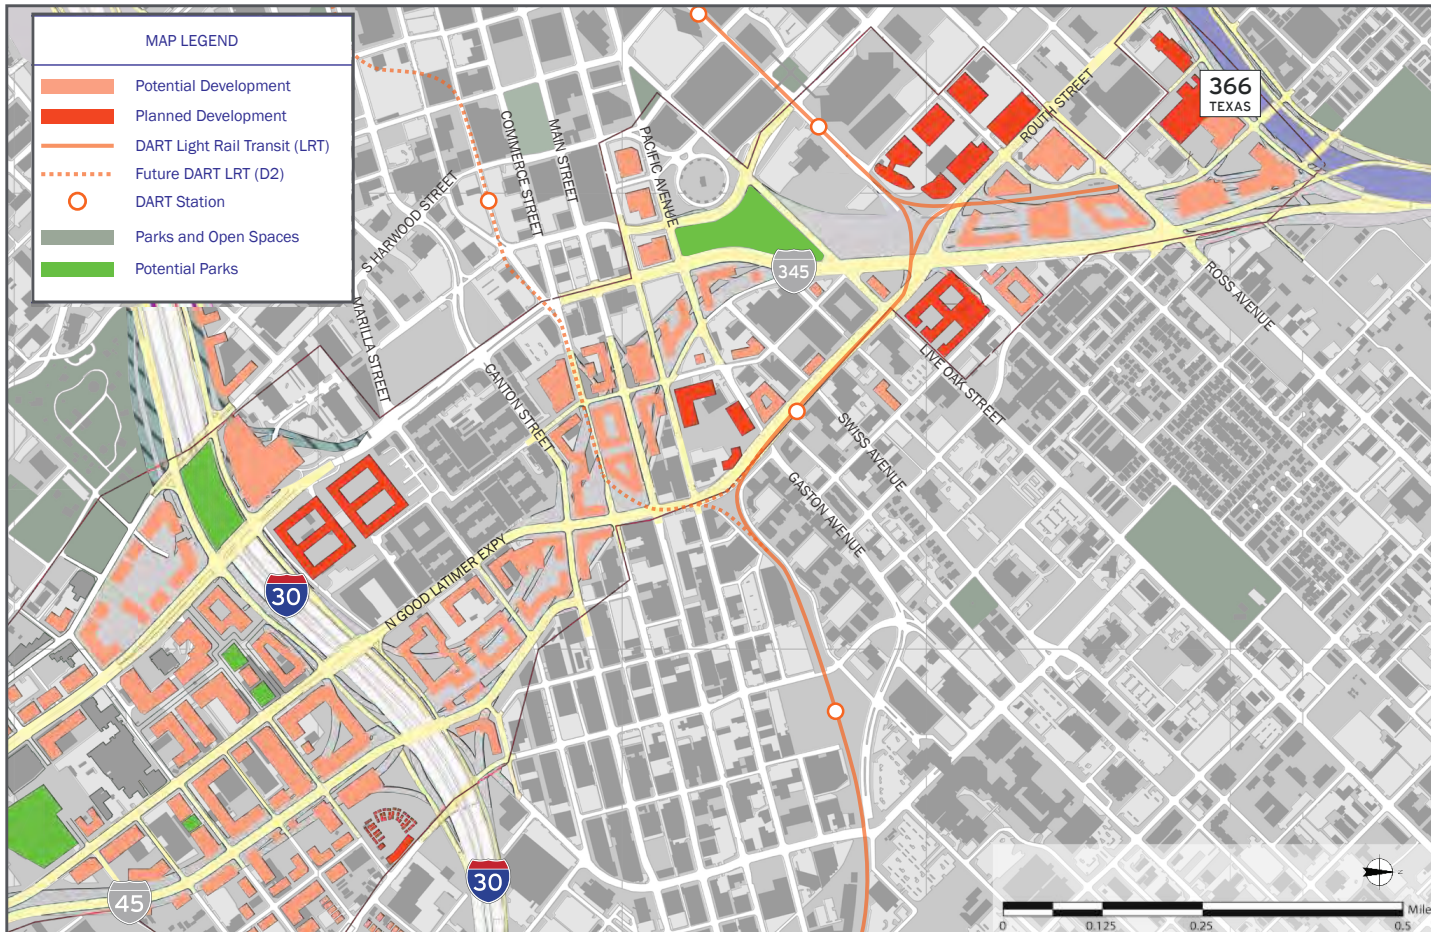 MAP LEGEND
Potential Development
Planned Development
DART Light Rail Transit (LRT)
Future DART LRT (D2)
DART Station
Parks and Open Spaces
Potential Parks
366
TEXAS
ROUTH STREET
COMMERCE STREET
MAIN STREET
PACIFIC AVENUE
S HARWOOD STREET
345
ROSS AVENUE
MARILLA STREET
CANTON STREET
LIVE OAK STREET
SWISS AVENUE
GASTON AVENUE
N GOOD LATIMER EXPY
30
30
45
N
Mile
0
0.125
0.25
0.5